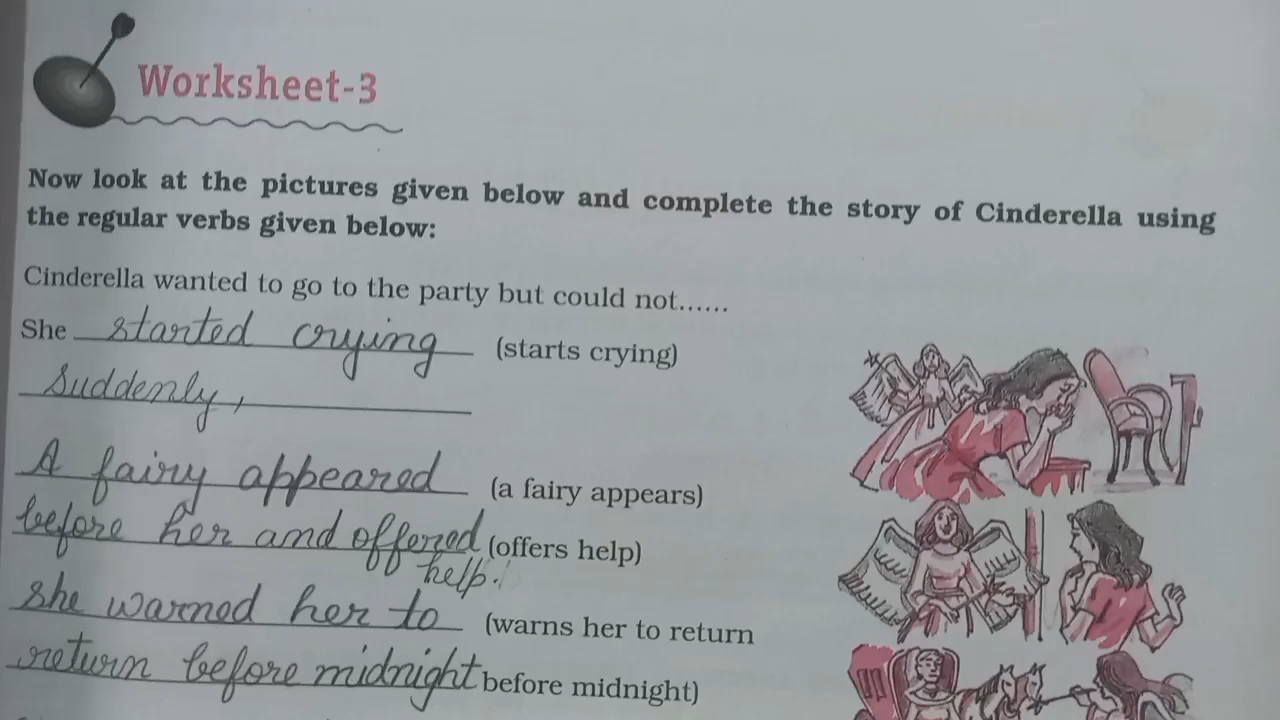 Worksheet-3
Now look at the pictures given below and complete the story of Cinderella using
the regular verbs given below:
Cinderella wanted to go to the party but could not......
She started crying (starts crying)
Suddenly,
A fairy appeared (a fairy appears)
before her and offered (offers help)
help.
She warned her to (warns her to return
return before midnight before midnight)